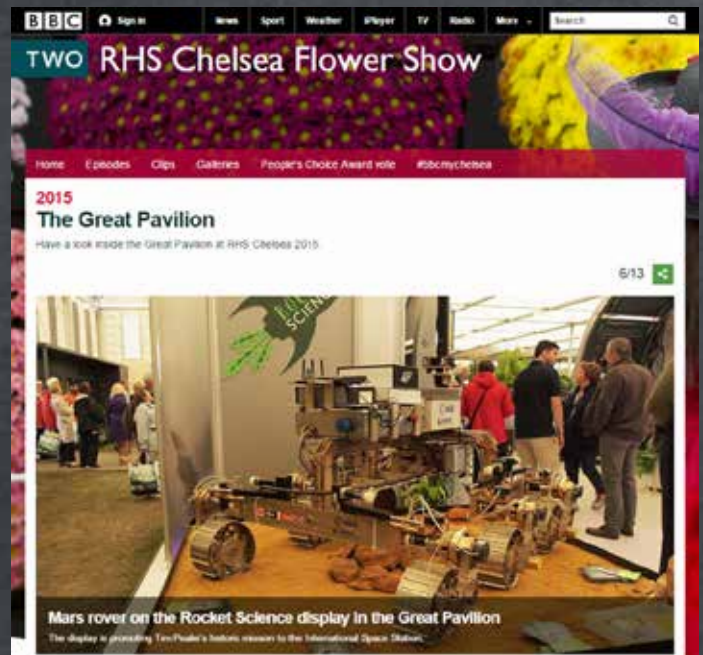 BBC Sign in News Sport Weather iPlayer TV Radio More Search
TWO RHS Chelsea Flower Show
Home Episodes Clips Galleries People's Choice Award vote #bbcmychelsea
2015
The Great Pavilion
Have a look inside the Great Pavilion at RHS Chelsea 2015.
6/13
SCIENCE
Mars rover on the Rocket Science display in the Great Pavilion
The display is promoting Tim Peake's historic mission to the International Space Station.